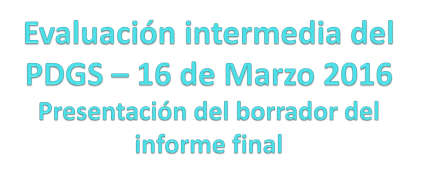 Evaluación intermedia del
PDGS – 16 de Marzo 2016
Presentación del borrador del
informe final